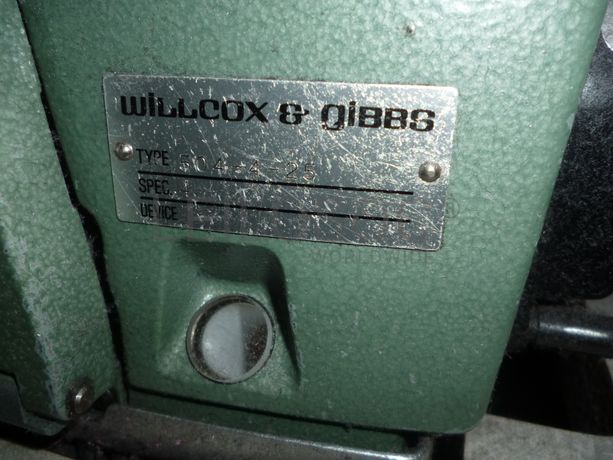 WiLLCOX & GiBBS
TYPE 504-4-25
SPEC.
DEVICE